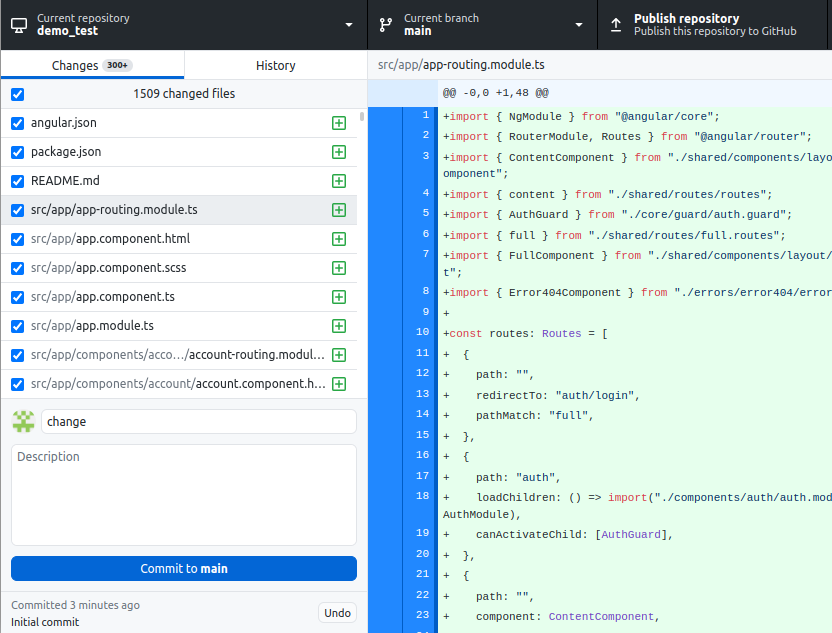 Current repository
demo_test
Current branch
main
Publish repository
Publish this repository to GitHub
Changes 300+
History
1509 changed files
angular.json
package.json
README.md
src/app/app-routing.module.ts
src/app/app.component.html
src/app/app.component.scss
src/app/app.component.ts
src/app/app.module.ts
src/app/components/acco…/account-routing.modul…
src/app/components/account/account.component.h…
change
Description
Commit to main
Committed 3 minutes ago
Initial commit
Undo
src/app/app-routing.module.ts
@@ -0,0 +1,48 @@
1 +import { NgModule } from "@angular/core";
2 +import { RouterModule, Routes } from "@angular/router";
3 +import { ContentComponent } from "./shared/components/layo
omponent";
4 +import { content } from "./shared/routes/routes";
5 +import { AuthGuard } from "./core/guard/auth.guard";
6 +import { full } from "./shared/routes/full.routes";
7 +import { FullComponent } from "./shared/components/layout/
t";
8 +import { Error404Component } from "./errors/error404/error
9 +
10 +const routes: Routes = [
11 +  {
12 +    path: "",
13 +    redirectTo: "auth/login",
14 +    pathMatch: "full",
15 +  },
16 +  {
17 +    path: "auth",
18 +    loadChildren: () => import("./components/auth/auth.mod
AuthModule),
19 +    canActivateChild: [AuthGuard],
20 +  },
21 +  {
22 +    path: "",
23 +    component: ContentComponent,